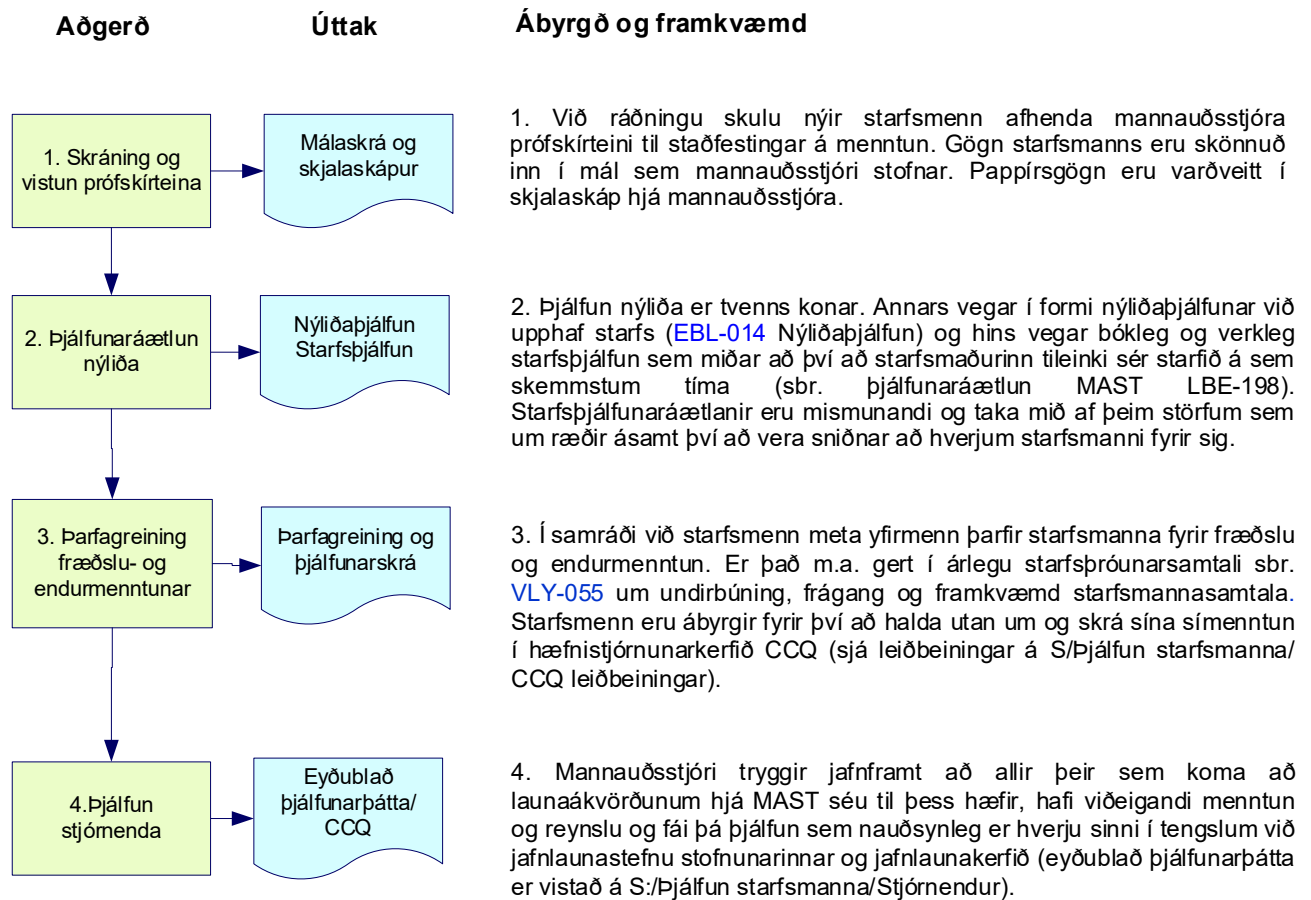 Aðgerð
Úttak
Ábyrgð og framkvæmd
1. Skráning og
vistun prófskírteina
Málaskrá og
skjalaskápur
1. Við ráðningu skulu nýir starfsmenn afhenda mannauðsstjóra
prófskírteini til staðfestingar á menntun. Gögn starfsmanns eru skönnuð
inn í mál sem mannauðsstjóri stofnar. Pappírsgögn eru varðveitt í
skjalaskáp hjá mannauðsstjóra.
2. Þjálfunaráætlun
nýliða
Nýliðaþjálfun
Starfsþjálfun
2. Þjálfun nýliða er tvenns konar. Annars vegar í formi nýliðaþjálfunar við
upphaf starfs (EBL-014 Nýliðaþjálfun) og hins vegar bókleg og verkleg
starfsþjálfun sem miðar að því að starfsmaðurinn tileinki sér starfið á sem
skemmstum tíma (sbr. þjálfunaráætlun MAST LBE-198).
Starfsþjálfunaráætlanir eru mismunandi og taka mið af þeim störfum sem
um ræðir ásamt því að vera sniðnar að hverjum starfsmanni fyrir sig.
3. Þarfagreining
fræðslu- og
endurmenntunar
Þarfagreining og
þjálfunarskrá
3. Í samráði við starfsmenn meta yfirmenn þarfir starfsmanna fyrir fræðslu
og endurmenntun. Er það m.a. gert í árlegu starfsþróunarsamtali sbr.
VLY-055 um undirbúning, frágang og framkvæmd starfsmannasamtala.
Starfsmenn eru ábyrgir fyrir því að halda utan um og skrá sína símenntun
í hæfnistjórnunarkerfið CCQ (sjá leiðbeiningar á S/Þjálfun starfsmanna/
CCQ leiðbeiningar).
4.Þjálfun
stjórnenda
Eyðublað
þjálfunarþátta/
CCQ
4. Mannauðsstjóri tryggir jafnframt að allir þeir sem koma að
launaákvörðunum hjá MAST séu til þess hæfir, hafi viðeigandi menntun
og reynslu og fái þá þjálfun sem nauðsynleg er hverju sinni í tengslum við
jafnlaunastefnu stofnunarinnar og jafnlaunakerfið (eyðublað þjálfunarþátta
er vistað á S:/Þjálfun starfsmanna/Stjórnendur).